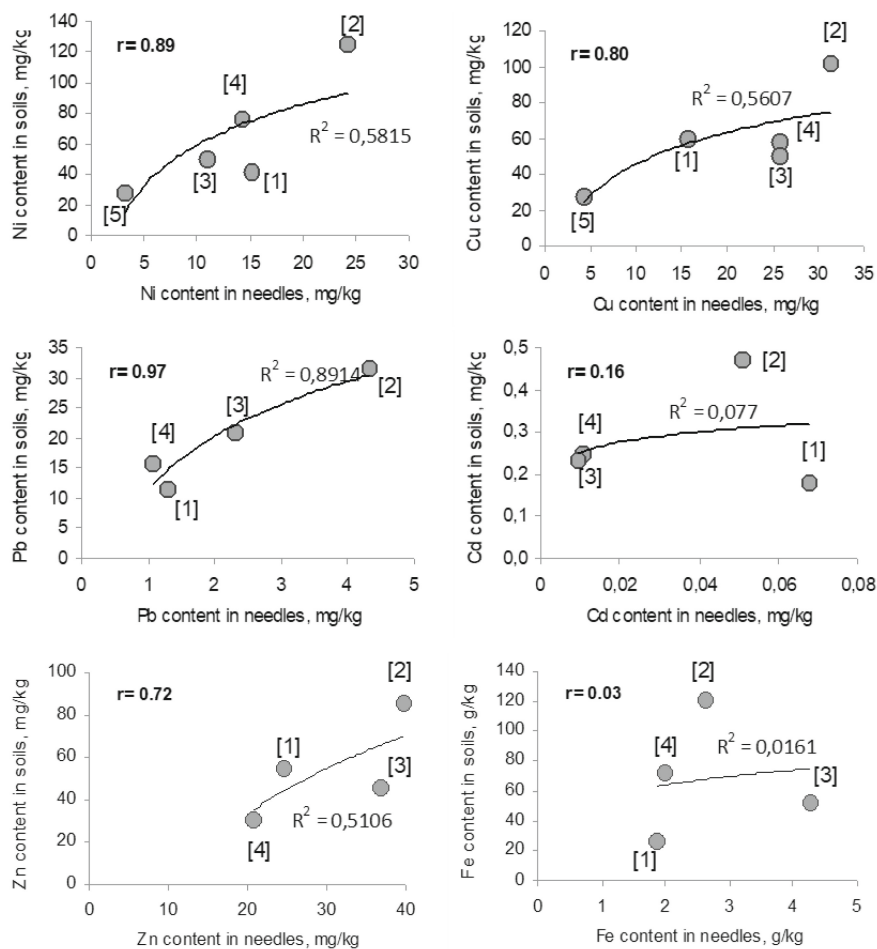 Ni content in soils, mg/kg
140
120
100
80
60
40
20
0
r= 0.89
[2]
[4]
R² = 0,5815
[3]
[1]
[5]
0 5 10 15 20 25 30
Ni content in needles, mg/kg
Cu content in soils, mg/kg
120
100
80
60
40
20
0
r= 0.80
[2]
R² = 0,5607
[4]
[1]
[3]
[5]
0 5 10 15 20 25 30 35
Cu content in needles, mg/kg
Pb content in soils, mg/kg
35
30
25
20
15
10
5
0
r= 0.97
R² = 0,8914
[2]
[3]
[4]
[1]
0 1 2 3 4 5
Pb content in needles, mg/kg
Cd content in soils, mg/kg
0,5
0,4
0,3
0,2
0,1
0,0
r= 0.16
[2]
R² = 0,077
[4]
[1]
[3]
0 0,02 0,04 0,06 0,08
Cd content in needles, mg/kg
Zn content in soils, mg/kg
100
80
60
40
20
0
r= 0.72
[2]
[1]
[3]
R² = 0,5106
[4]
0 10 20 30 40
Zn content in needles, mg/kg
Fe content in soils, g/kg
140
120
100
80
60
40
20
0
r= 0.03
[2]
[4]
R² = 0,0161
[3]
[1]
0 1 2 3 4 5
Fe content in needles, g/kg